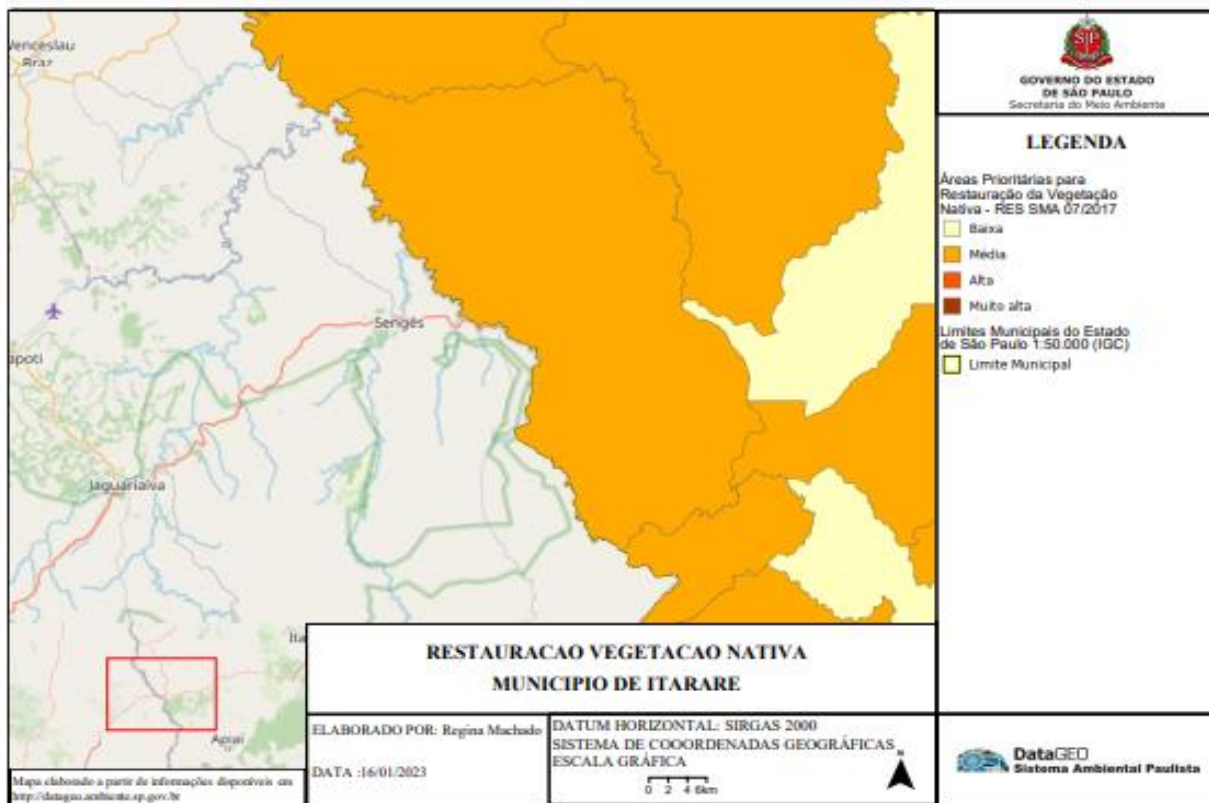 Venceslau
Braz
Sengés
apoti
Jaguariaíva
Ita
Apiaí
GOVERNO DO ESTADO
DE SÃO PAULO
Secretaria do Meio Ambiente
LEGENDA
Áreas Prioritárias para
Restauração da Vegetação
Nativa - RES SMA 07/2017
Baixa
Média
Alta
Muito alta
Limites Municipais do Estado
de São Paulo 1:50.000 (IGC)
Limite Municipal
RESTAURACAO VEGETACAO NATIVA
MUNICIPIO DE ITARARE
ELABORADO POR: Regina Machado
DATA :16/01/2023
DATUM HORIZONTAL: SIRGAS 2000
SISTEMA DE COOORDENADAS GEOGRÁFICAS
ESCALA GRÁFICA
0 2 4 6km
N
Mapa elaborado a partir de informações disponíveis em
http://datageo.ambiente.sp.gov.br
DataGEO
Sistema Ambiental Paulista